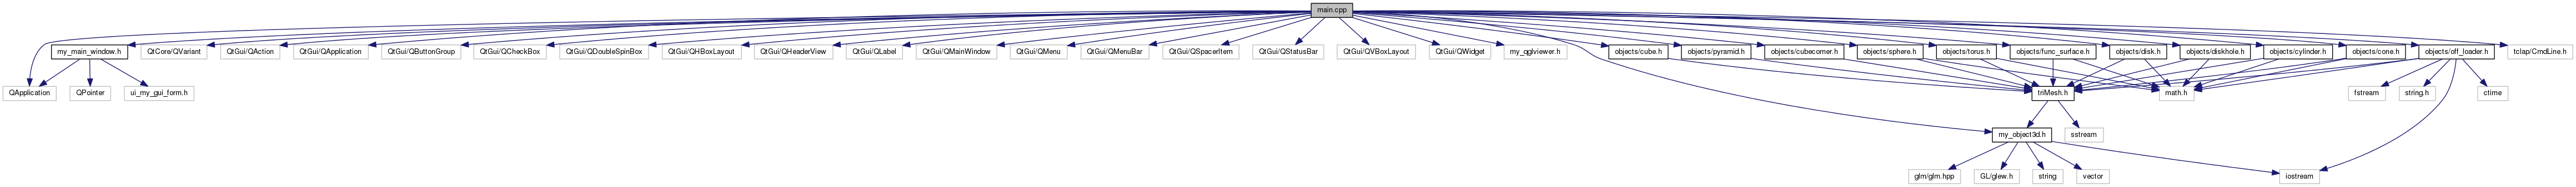 main.cpp
my_main_window.h
QtCore/QVariant
QtGui/QAction
QtGui/QApplication
QtGui/QButtonGroup
QtGui/QCheckBox
QtGui/QDoubleSpinBox
QtGui/QHBoxLayout
QtGui/QHeaderView
QtGui/QLabel
QtGui/QMainWindow
QtGui/QMenu
QtGui/QMenuBar
QtGui/QSpacerItem
QtGui/QStatusBar
QtGui/QVBoxLayout
QtGui/QWidget
my_qglviewer.h
objects/cube.h
objects/pyramid.h
objects/cubecorner.h
objects/sphere.h
objects/torus.h
objects/func_surface.h
objects/disk.h
objects/diskhole.h
objects/cylinder.h
objects/cone.h
objects/off_loader.h
tclap/CmdLine.h
QApplication
QPointer
ui_my_gui_form.h
triMesh.h
math.h
fstream
string.h
ctime
my_object3d.h
sstream
glm/glm.hpp
GL/glew.h
string
vector
iostream